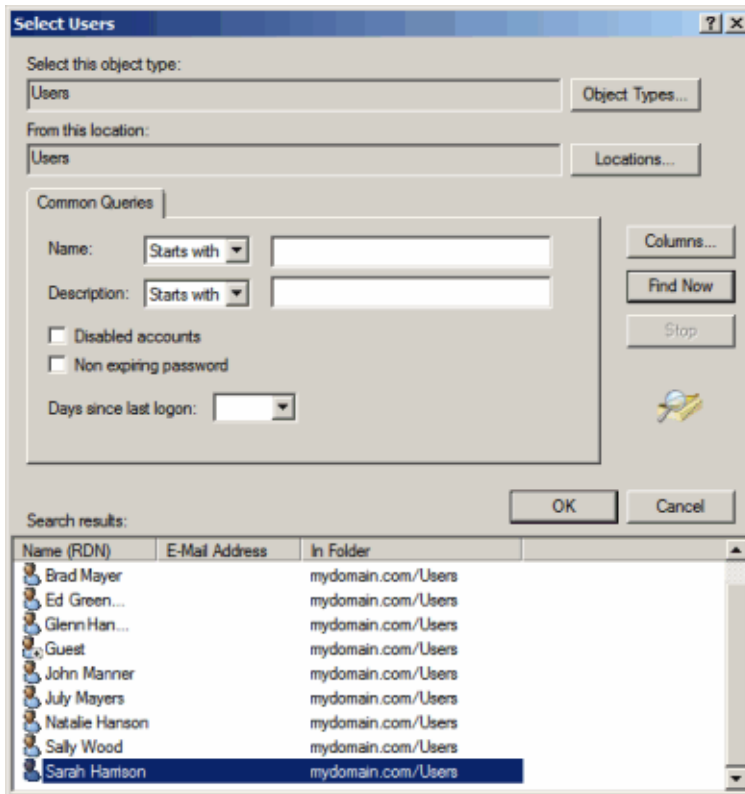 Select Users
Select this object type:
Users Object Types...
From this location:
Users Locations...
Common Queries
Name: Starts with Columns...
Description: Starts with Find Now
Disabled accounts Stop
Non expiring password
Days since last logon:
OK Cancel
Search results:
Name (RDN) E-Mail Address In Folder
Brad Mayer mydomain.com/Users
Ed Green... mydomain.com/Users
Glenn Han... mydomain.com/Users
Guest mydomain.com/Users
John Manner mydomain.com/Users
July Mayers mydomain.com/Users
Natalie Hanson mydomain.com/Users
Sally Wood mydomain.com/Users
Sarah Harrison mydomain.com/Users